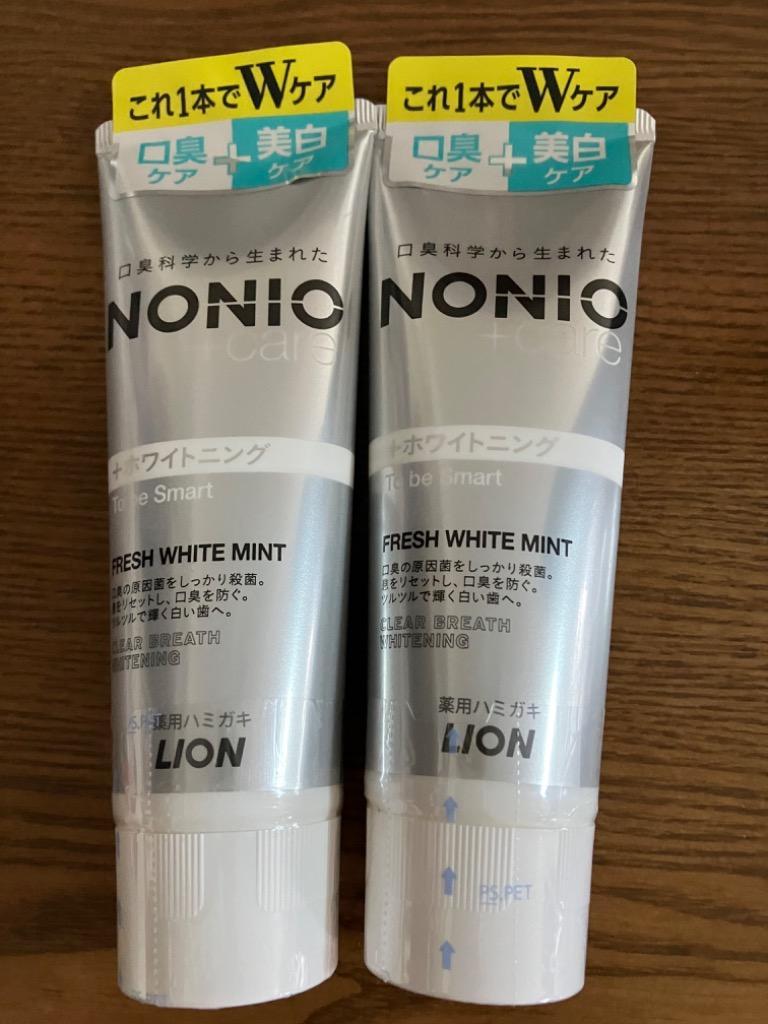 これ1本でWケア
口臭ケア+美白ケア
口臭科学から生まれた
NONIO
+care
+ホワイトニング
To be Smart
FRESH WHITE MINT
口臭の原因菌をしっかり殺菌。
息をリセットし、口臭を防ぐ。
ツルツルで輝く白い歯へ。
CLEAR BREATH
WHITENING
PS,PET
薬用ハミガキ
LION
これ1本でWケア
口臭ケア+美白ケア
口臭科学から生まれた
NONIO
+care
+ホワイトニング
To be Smart
FRESH WHITE MINT
口臭の原因菌をしっかり殺菌。
息をリセットし、口臭を防ぐ。
ツルツルで輝く白い歯へ。
CLEAR BREATH
WHITENING
薬用ハミガキ
LION
PS,PET